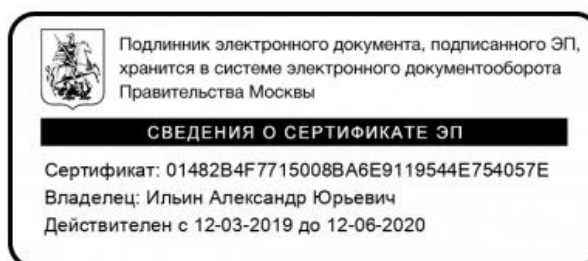 Подлинник электронного документа, подписанного ЭП,
хранится в системе электронного документооборота
Правительства Москвы
СВЕДЕНИЯ О СЕРТИФИКАТЕ ЭП
Сертификат: 01482B4F7715008BA6E9119544E754057E
Владелец: Ильин Александр Юрьевич
Действителен с 12-03-2019 до 12-06-2020